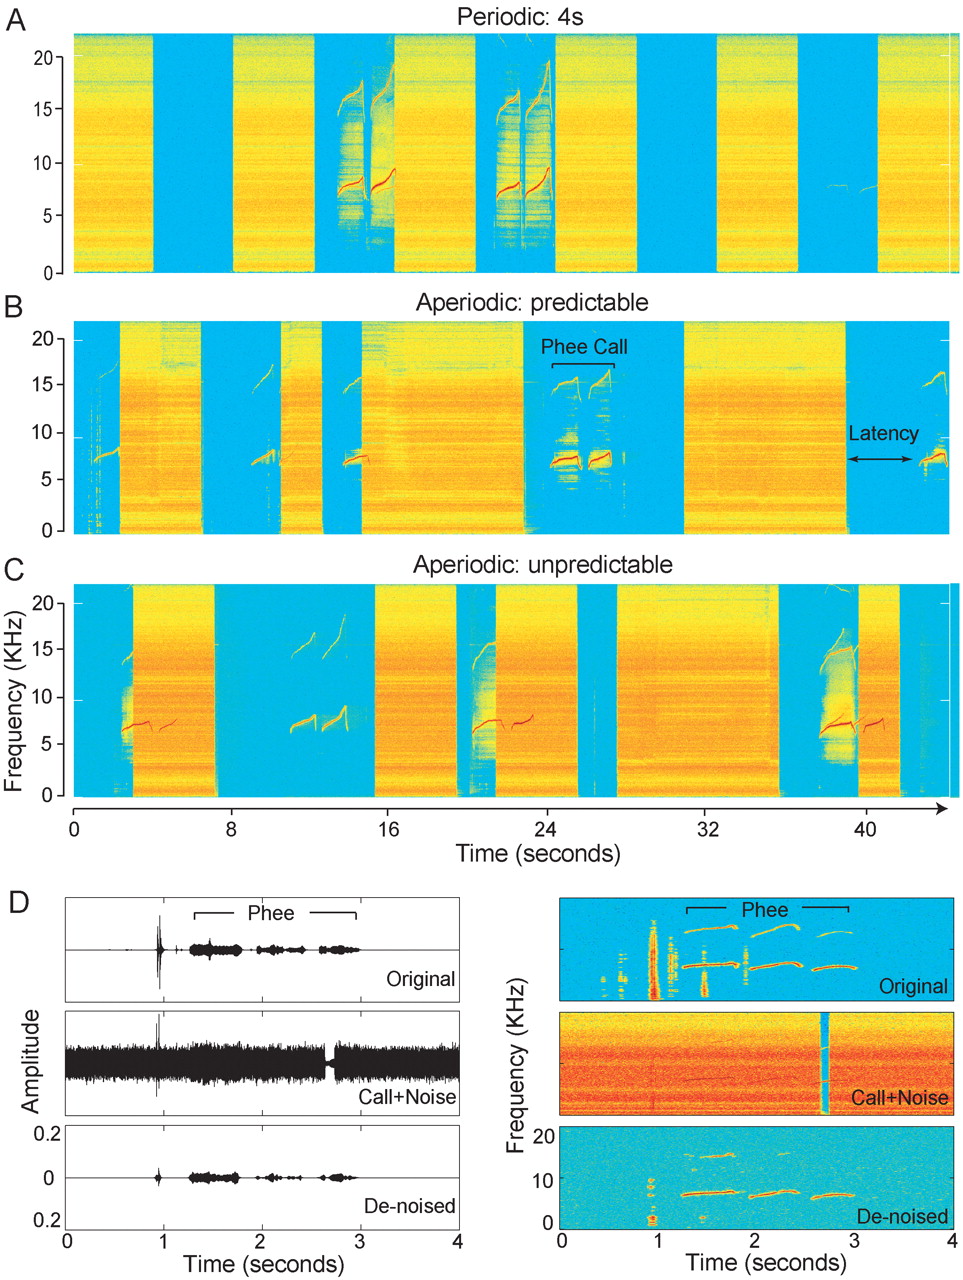 A
Periodic: 4s
20
15
10
5
0
B
Aperiodic: predictable
20
15
10
5
0
Phee Call
Latency
C
Aperiodic: unpredictable
Frequency (KHz)
20
15
10
5
0
0 8 16 24 32 40
Time (seconds)
D
Amplitude
Phee
Original
Call+Noise
0.2
0
0.2
De-noised
0 1 2 3 4
Time (seconds)
Frequency (KHz)
Phee
Original
Call+Noise
20
10
0
De-noised
0 1 2 3 4
Time (seconds)